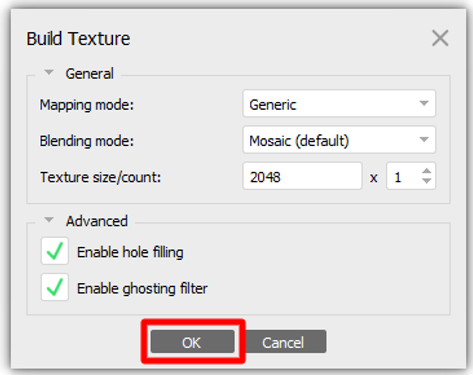 Build Texture
General
Mapping mode: Generic
Blending mode: Mosaic (default)
Texture size/count: 2048 x 1
Advanced
Enable hole filling
Enable ghosting filter
OK Cancel